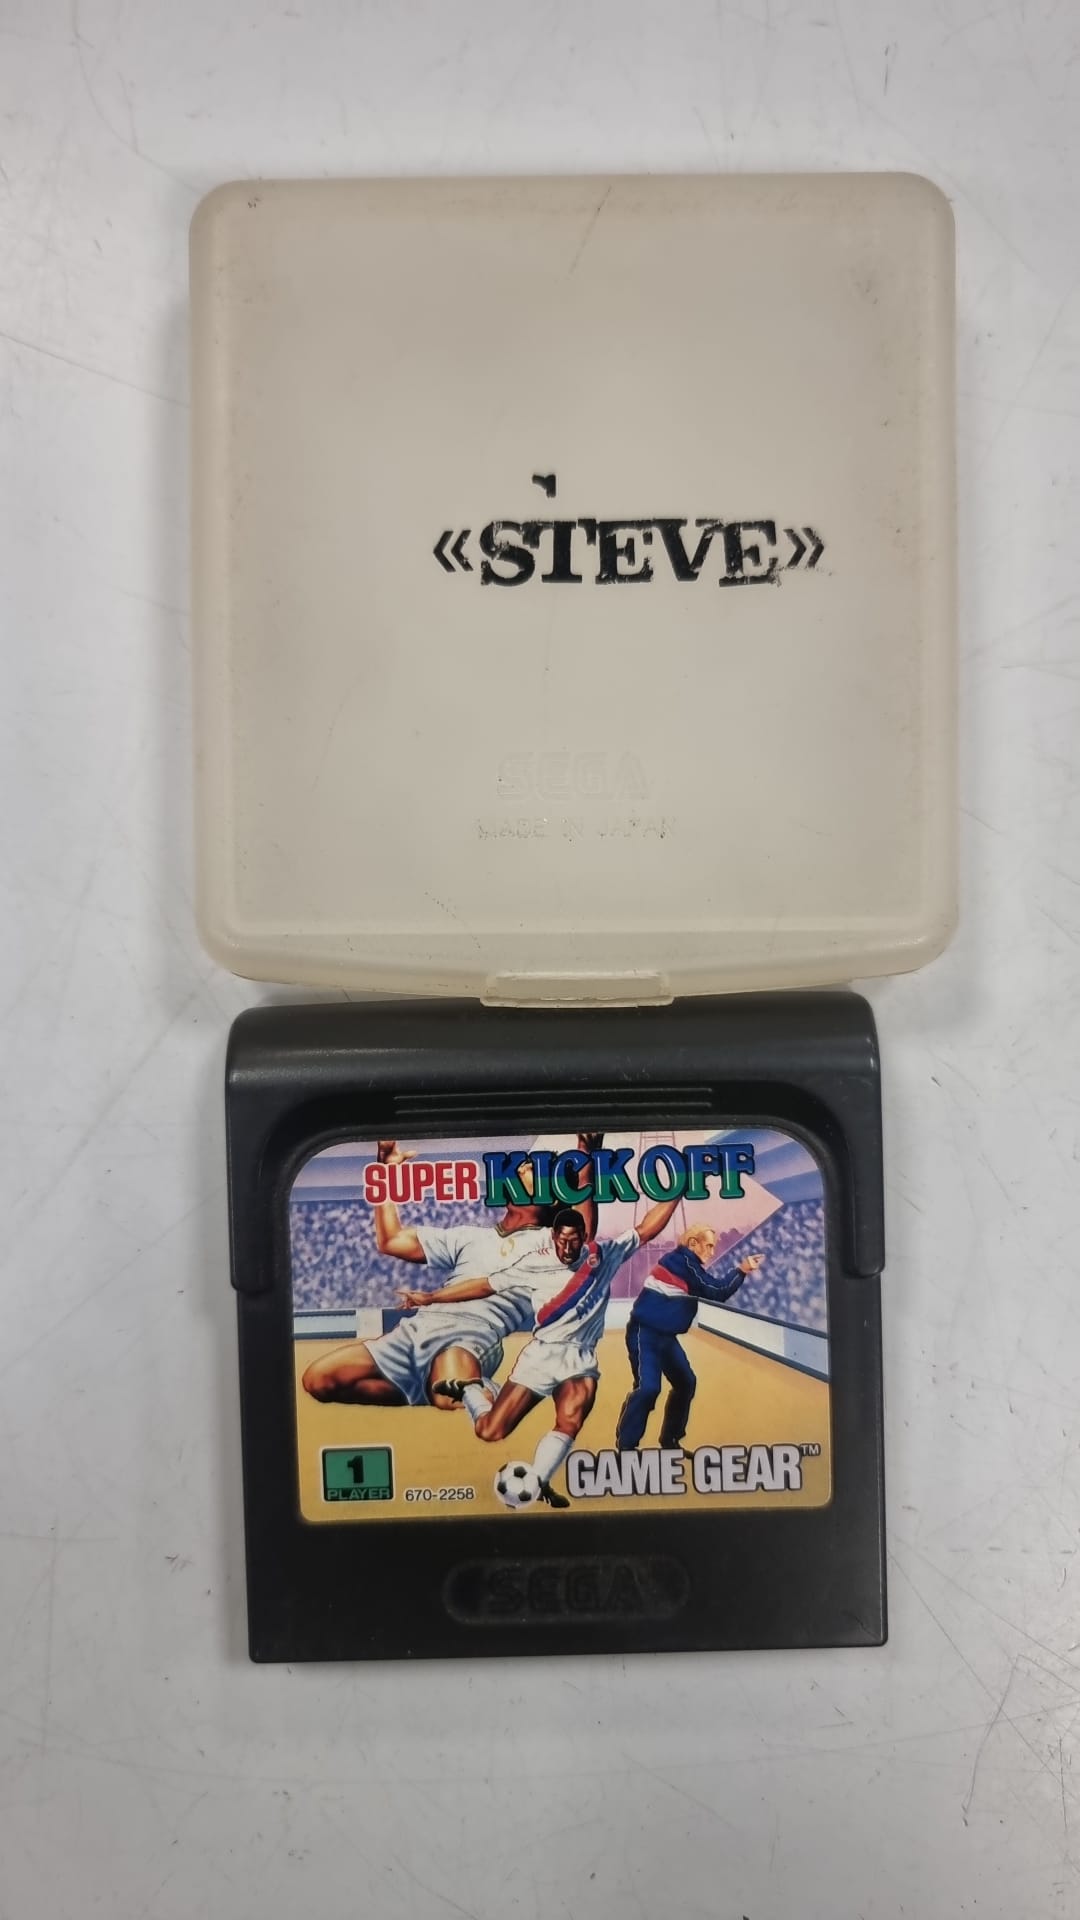 «STEVE»
SEGA
MADE IN JAPAN
SUPER KICK OFF
1
PLAYER
670-2258
GAME GEAR™
SEGA